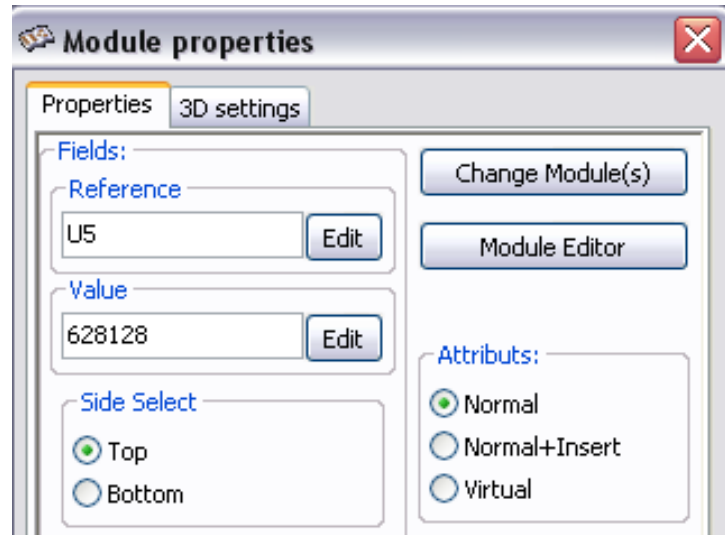 Module properties
Properties
3D settings
Fields:
Reference
U5
Edit
Value
628128
Edit
Side Select
Top
Bottom
Change Module(s)
Module Editor
Attributs:
Normal
Normal+Insert
Virtual